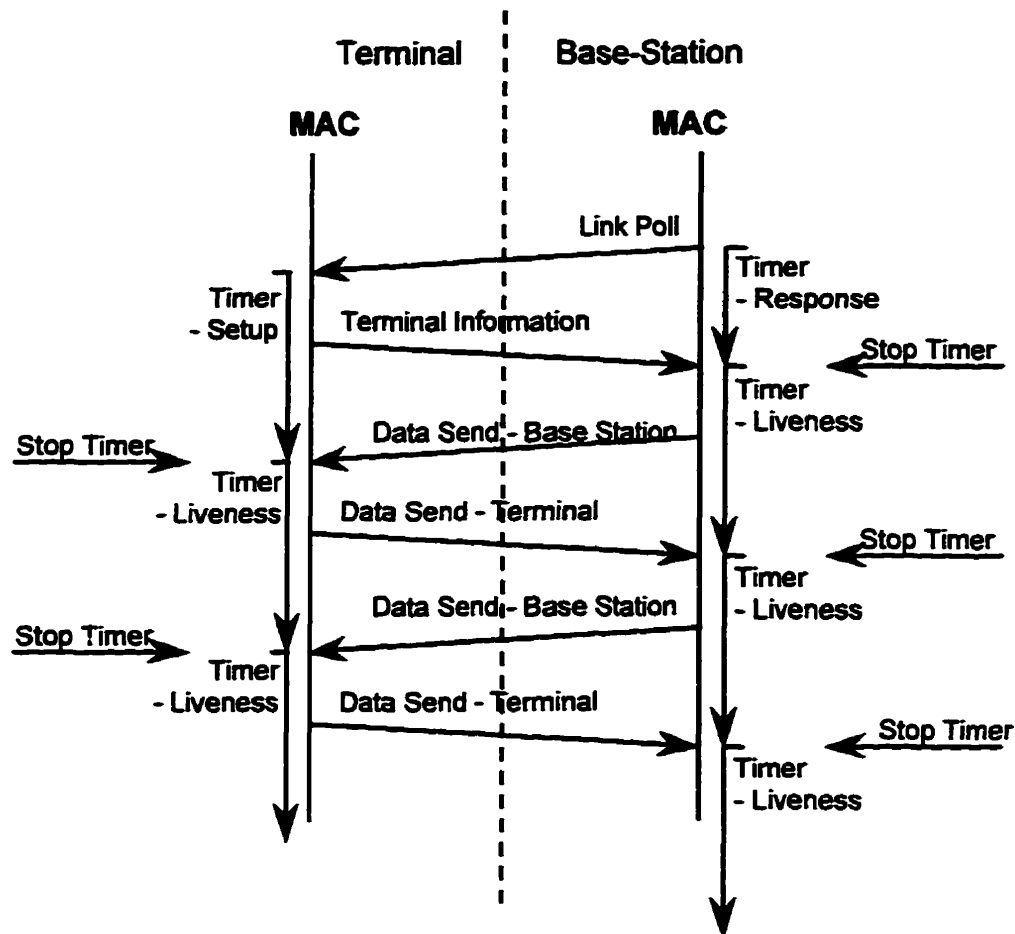 Terminal
Base-Station
MAC
MAC
Link Poll
Timer
- Response
Timer
- Setup
Terminal Information
Stop Timer
Timer
- Liveness
Data Send - Base Station
Stop Timer
Timer
- Liveness
Data Send - Terminal
Stop Timer
Timer
- Liveness
Data Send - Base Station
Stop Timer
Timer
- Liveness
Data Send - Terminal
Stop Timer
Timer
- Liveness